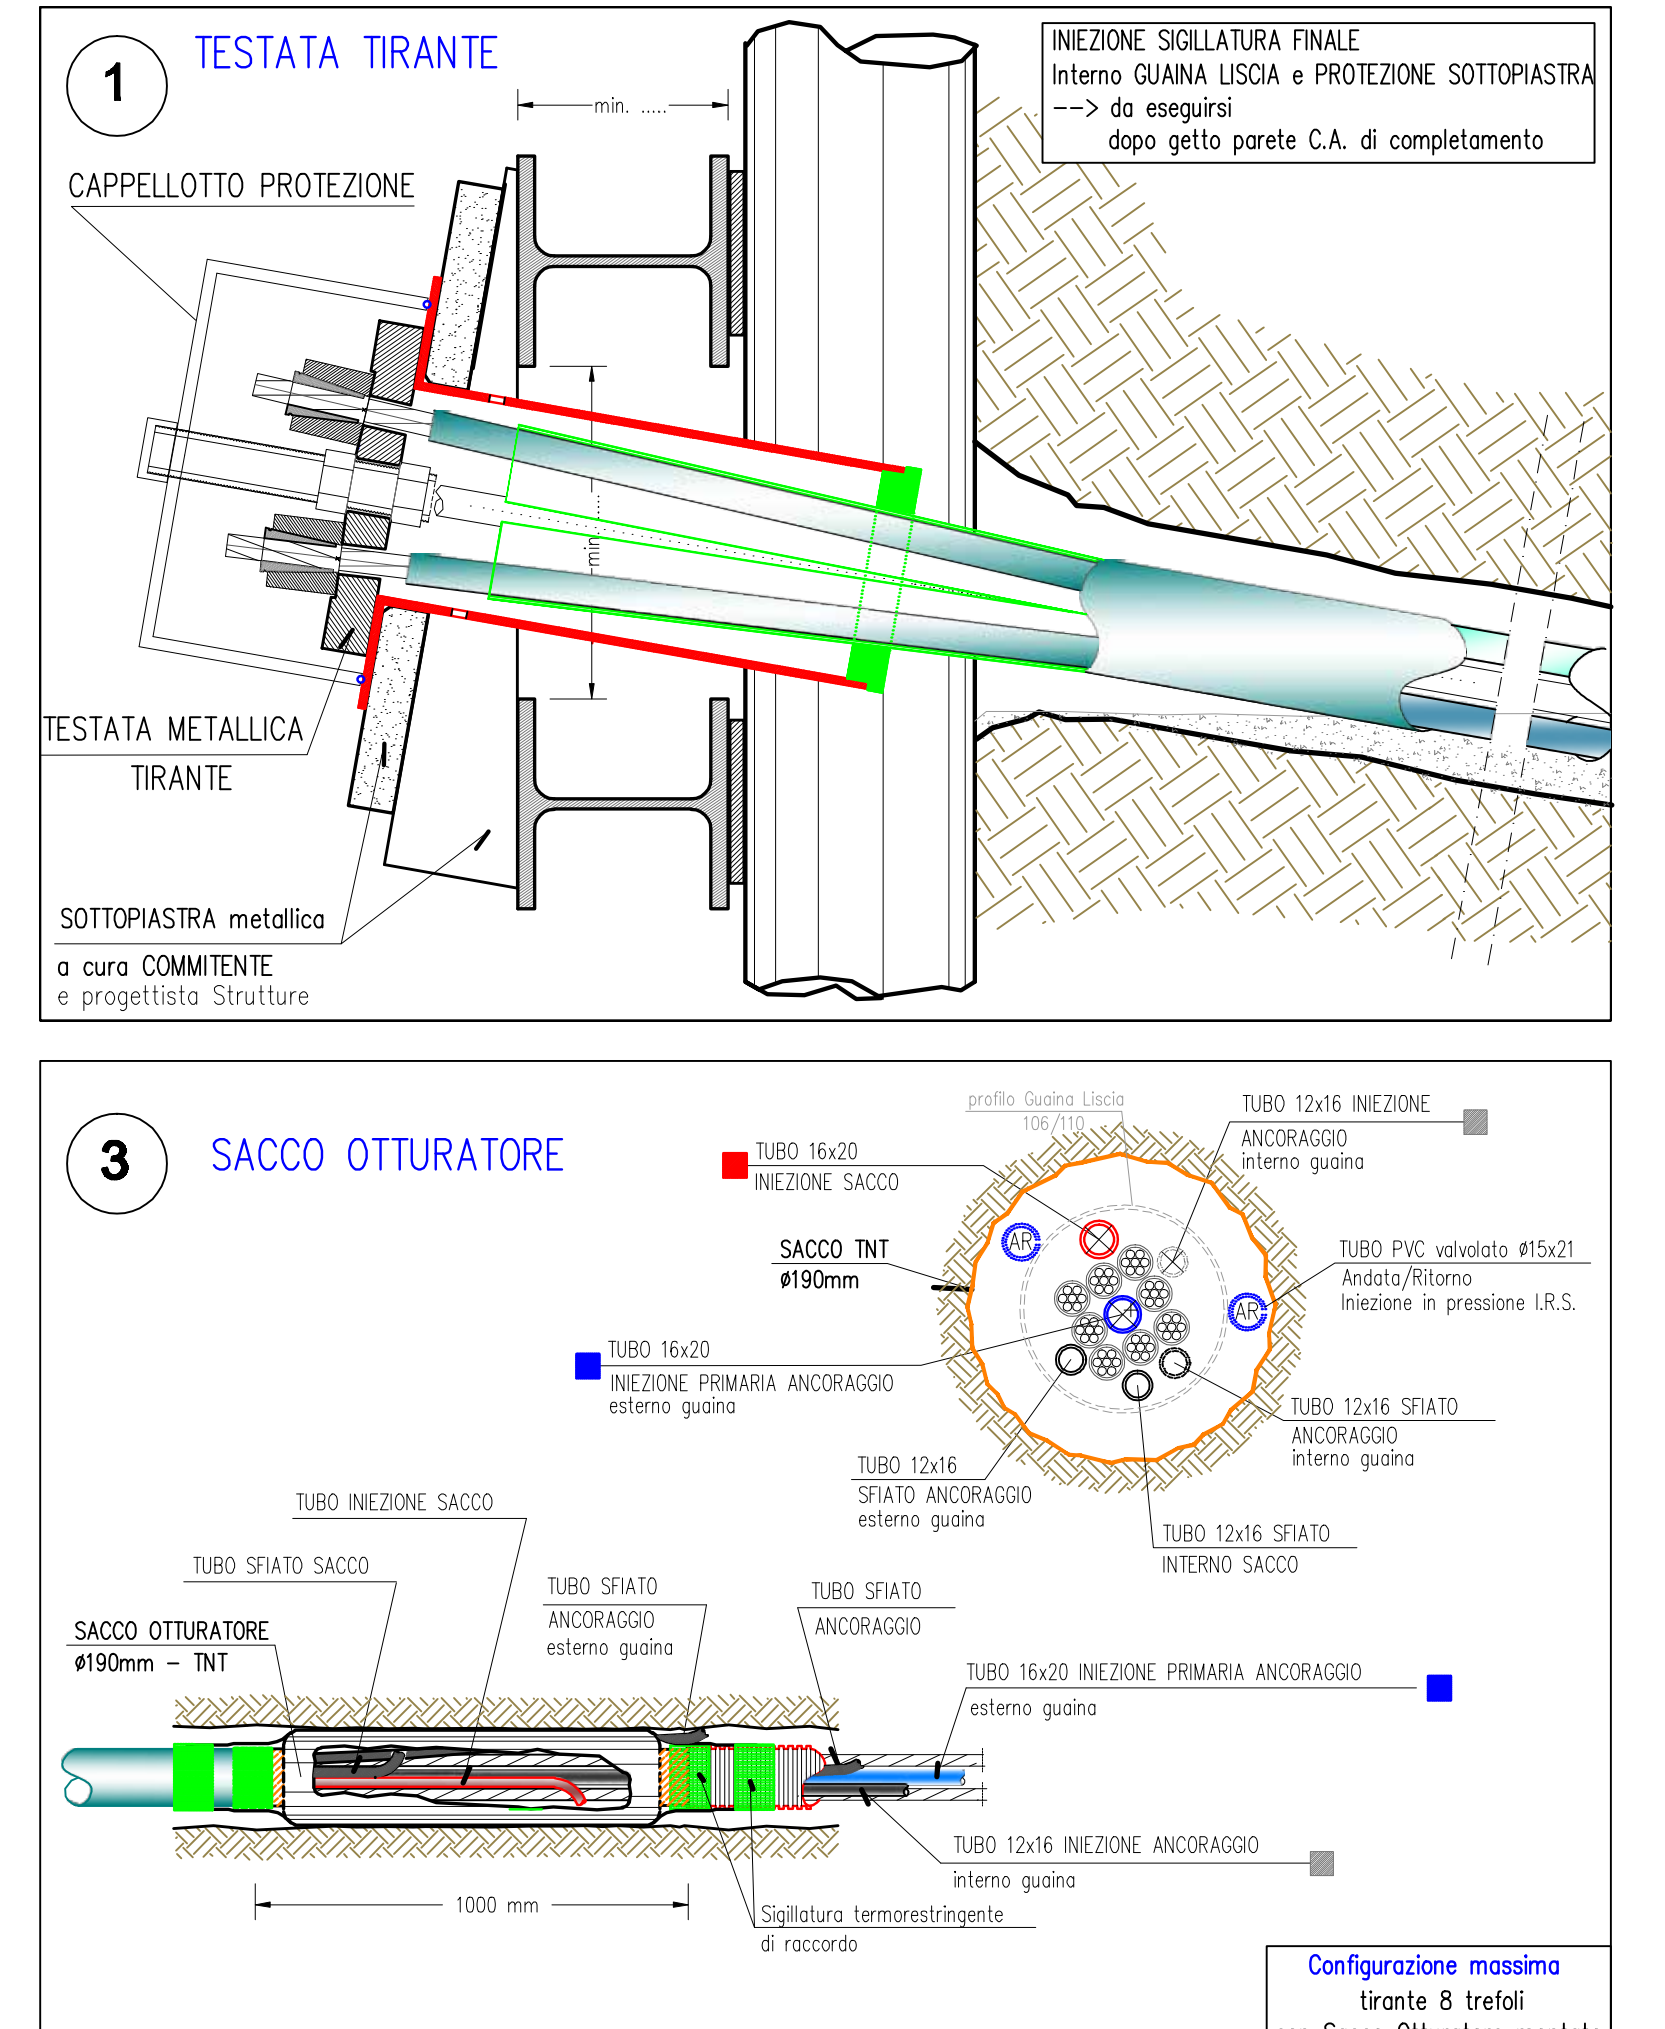 1
TESTATA TIRANTE
INIEZIONE SIGILLATURA FINALE
Interno GUAINA LISCIA e PROTEZIONE SOTTOPIASTRA
--> da eseguirsi
dopo getto parete C.A. di completamento
min. .....
CAPPELLOTTO PROTEZIONE
min. .....
TESTATA METALLICA
TIRANTE
SOTTOPIASTRA metallica
a cura COMMITENTE
e progettista Strutture
3
SACCO OTTURATORE
profilo Guaina Liscia
106/110
TUBO 12x16 INIEZIONE
ANCORAGGIO
interno guaina
TUBO 16x20
INIEZIONE SACCO
SACCO TNT
ø190mm
AR
AR
TUBO PVC valvolato ø15x21
Andata/Ritorno
Iniezione in pressione I.R.S.
TUBO 16x20
INIEZIONE PRIMARIA ANCORAGGIO
esterno guaina
TUBO 12x16 SFIATO
ANCORAGGIO
interno guaina
TUBO 12x16
SFIATO ANCORAGGIO
esterno guaina
TUBO 12x16 SFIATO
INTERNO SACCO
TUBO INIEZIONE SACCO
TUBO SFIATO SACCO
TUBO SFIATO
ANCORAGGIO
esterno guaina
TUBO SFIATO
ANCORAGGIO
SACCO OTTURATORE
ø190mm – TNT
TUBO 16x20 INIEZIONE PRIMARIA ANCORAGGIO
esterno guaina
TUBO 12x16 INIEZIONE ANCORAGGIO
interno guaina
1000 mm
Sigillatura termorestringente
di raccordo
Configurazione massima
tirante 8 trefoli